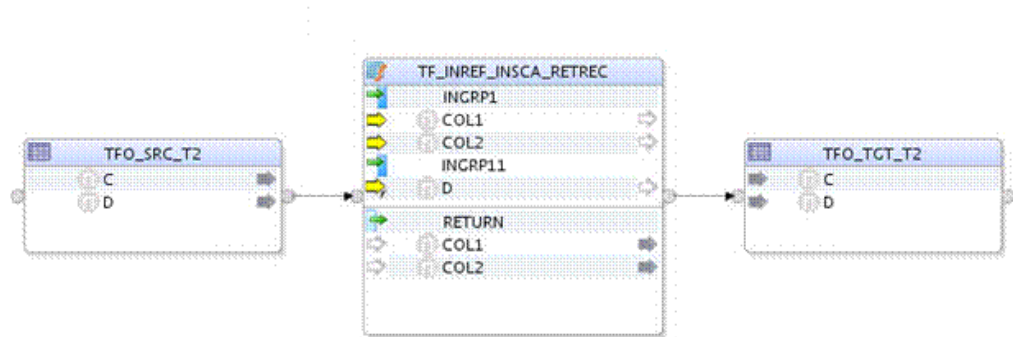 TFO_SRC_T2
C
D
TF_INREF_INSCA_RETREC
INGRP1
COL1
COL2
INGRP11
D
RETURN
COL1
COL2
TFO_TGT_T2
C
D